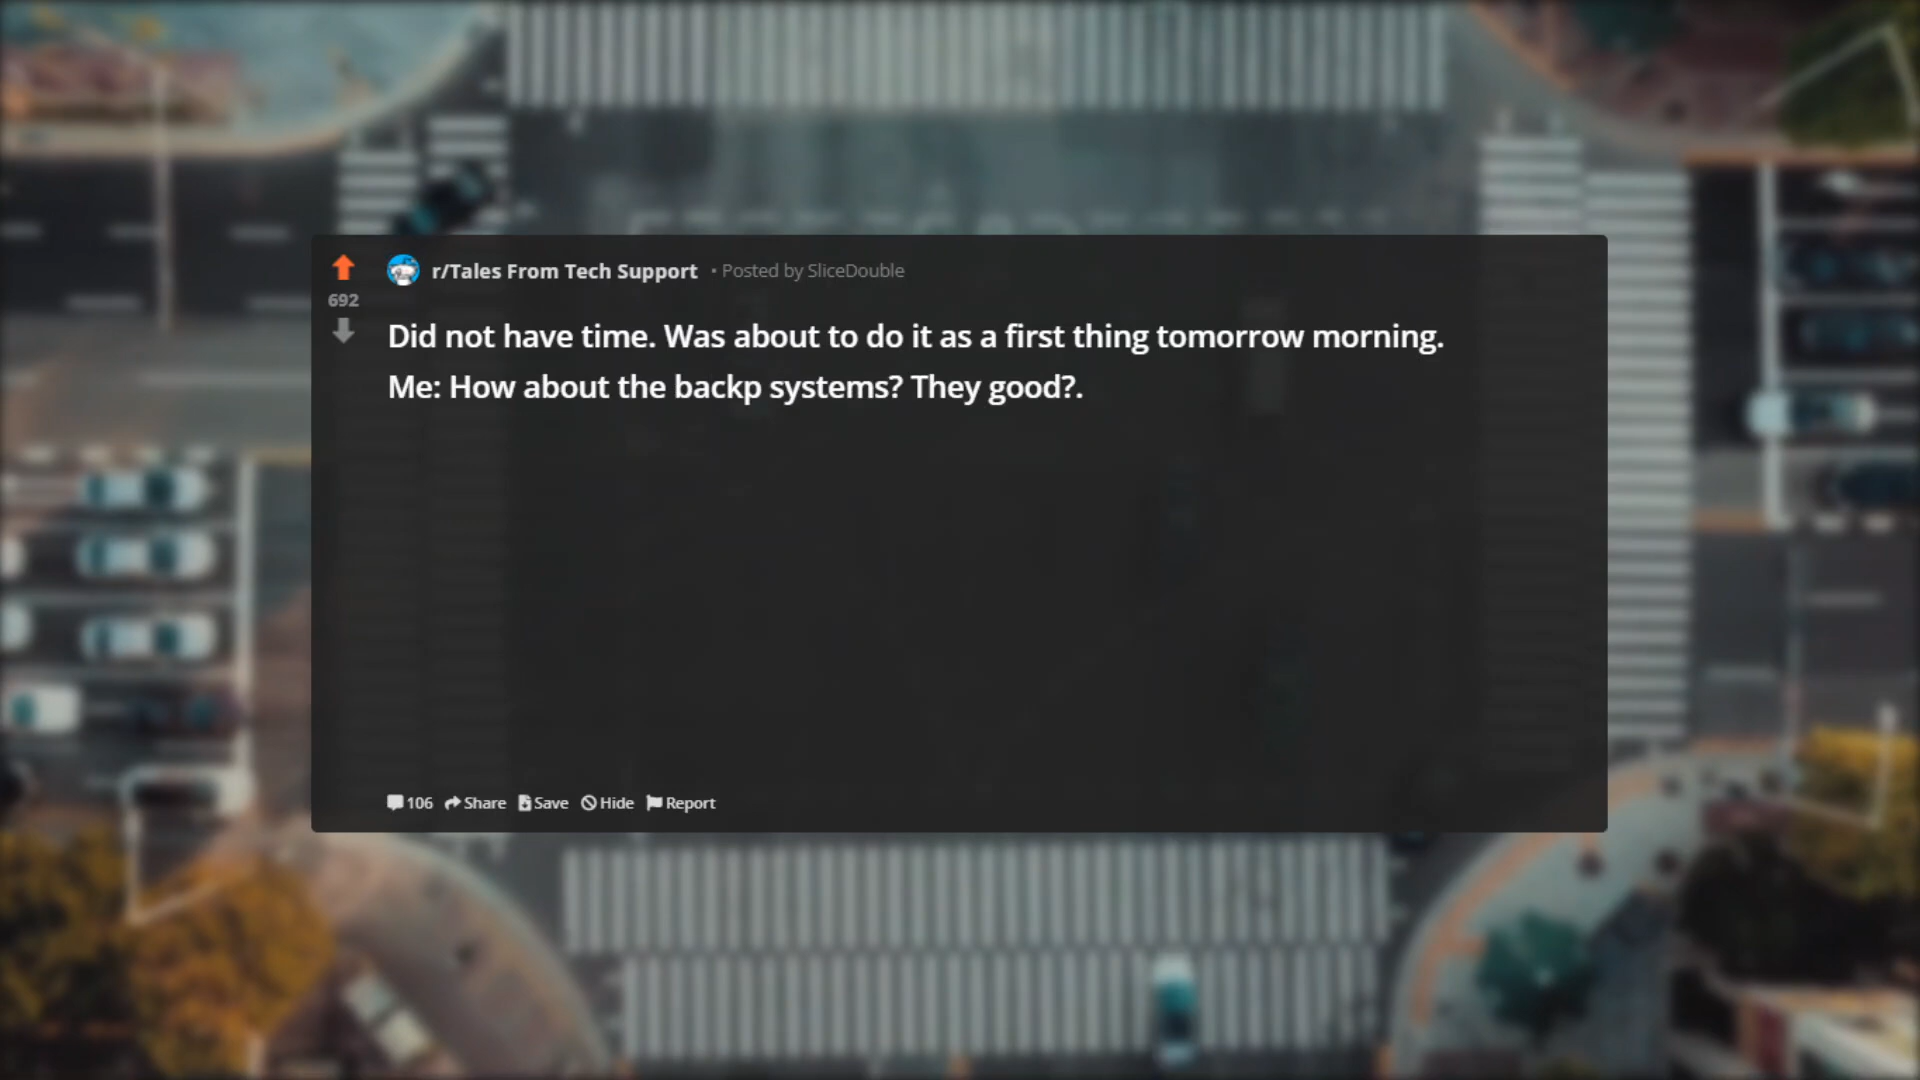 r/Tales From Tech Support • Posted by SliceDouble
692
Did not have time. Was about to do it as a first thing tomorrow morning.
Me: How about the backp systems? They good?.
106 Share Save Hide Report